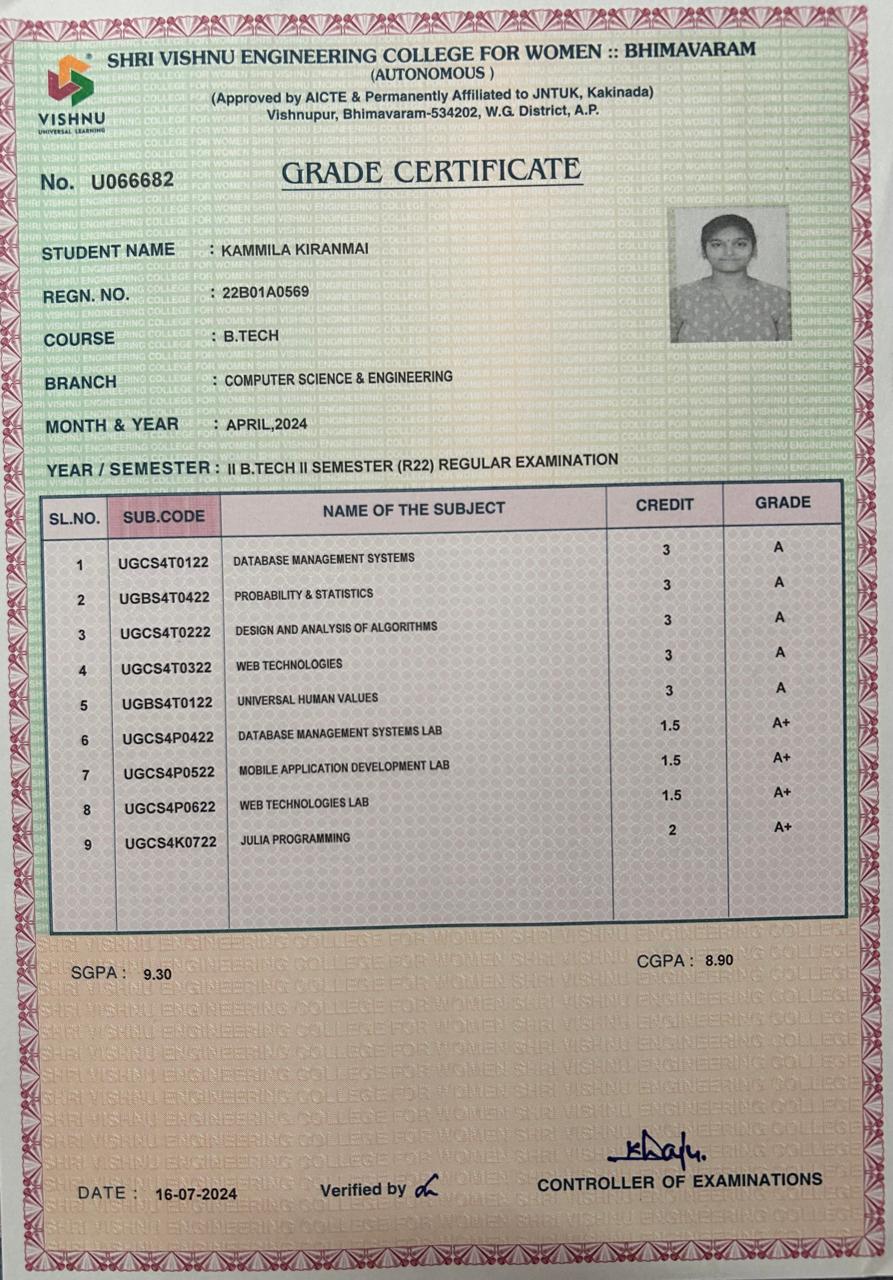 SHRI VISHNU ENGINEERING COLLEGE FOR WOMEN :: BHIMAVARAM
(AUTONOMOUS )
(Approved by AICTE & Permanently Affiliated to JNTUK, Kakinada)
Vishnupur, Bhimavaram-534202, W.G. District, A.P.
VISHNU
UNIVERSAL LEARNING
No. U066682
GRADE CERTIFICATE
STUDENT NAME : KAMMILA KIRANMAI
REGN. NO. : 22B01A0569
COURSE : B.TECH
BRANCH : COMPUTER SCIENCE & ENGINEERING
MONTH & YEAR : APRIL,2024
YEAR / SEMESTER : II B.TECH II SEMESTER (R22) REGULAR EXAMINATION
SL.NO. SUB.CODE NAME OF THE SUBJECT CREDIT GRADE
1 UGCS4T0122 DATABASE MANAGEMENT SYSTEMS 3 A
2 UGBS4T0422 PROBABILITY & STATISTICS 3 A
3 UGCS4T0222 DESIGN AND ANALYSIS OF ALGORITHMS 3 A
4 UGCS4T0322 WEB TECHNOLOGIES 3 A
5 UGBS4T0122 UNIVERSAL HUMAN VALUES 3 A
6 UGCS4P0422 DATABASE MANAGEMENT SYSTEMS LAB 1.5 A+
7 UGCS4P0522 MOBILE APPLICATION DEVELOPMENT LAB 1.5 A+
8 UGCS4P0622 WEB TECHNOLOGIES LAB 1.5 A+
9 UGCS4K0722 JULIA PROGRAMMING 2 A+
SGPA : 9.30 CGPA : 8.90
DATE : 16-07-2024 Verified by CONTROLLER OF EXAMINATIONS